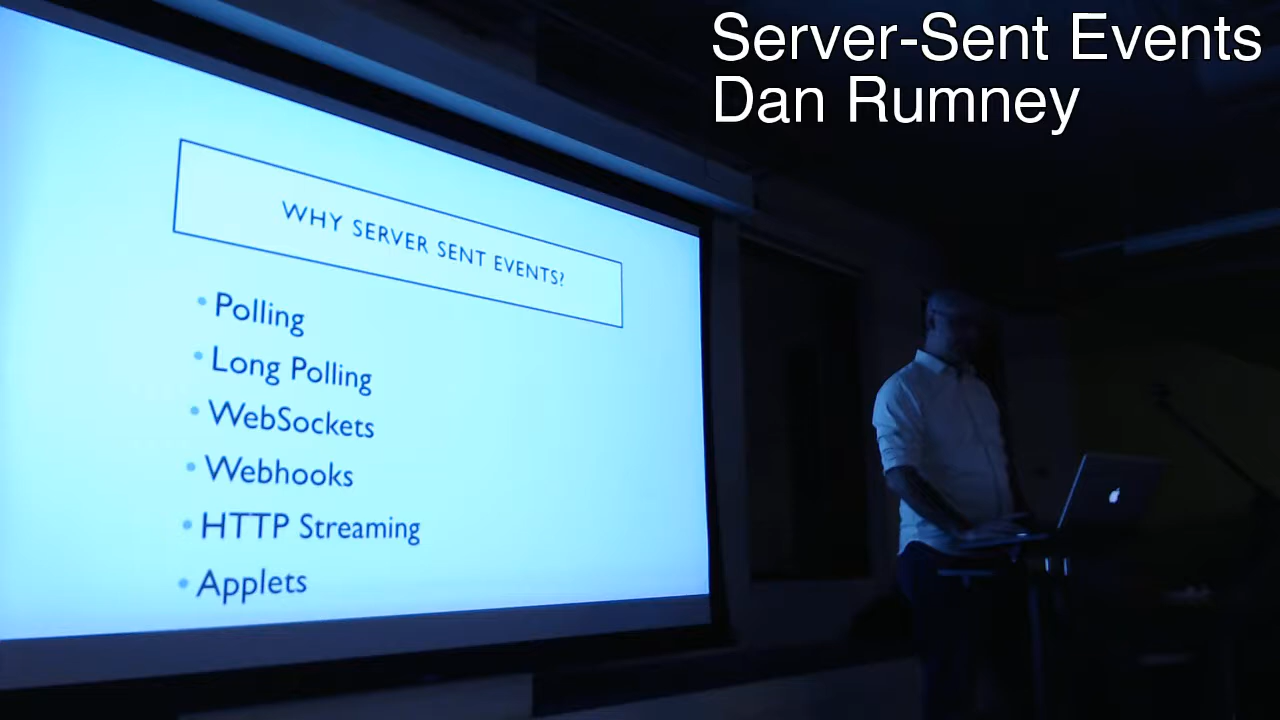 Server-Sent Events
Dan Rumney
WHY SERVER SENT EVENTS?
• Polling
• Long Polling
• WebSockets
• Webhooks
• HTTP Streaming
• Applets